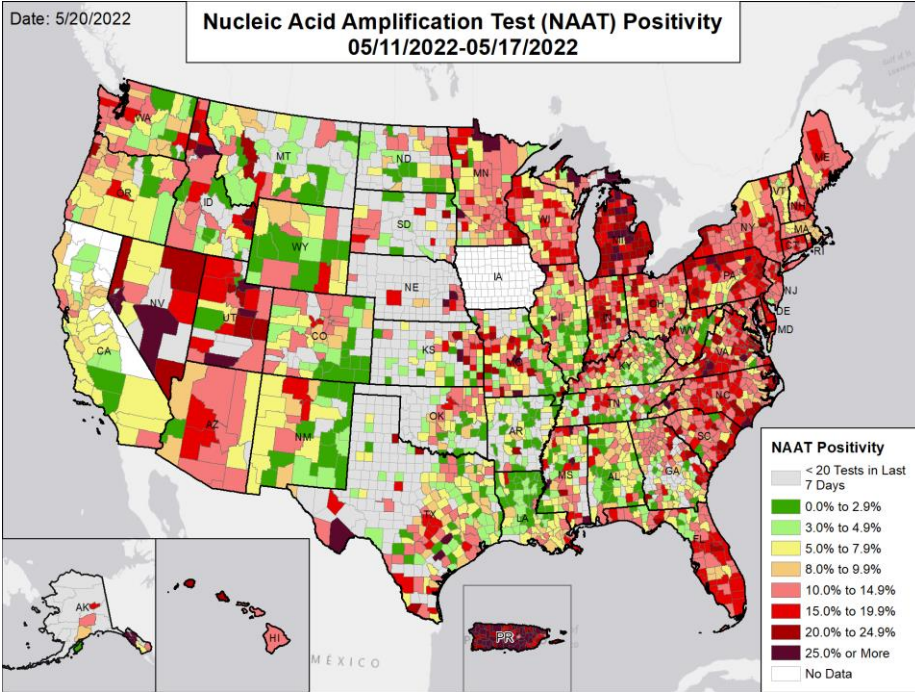 Date: 5/20/2022
Nucleic Acid Amplification Test (NAAT) Positivity
05/11/2022-05/17/2022
WA
MT
ND
MN
ME
OR
ID
SD
WI
VT
NH
NY
MA
CT
RI
WY
MI
IA
PA
NJ
NE
NV
OH
DE
UT
IL
IN
MD
CO
WV
CA
KS
MO
VA
KY
NC
TN
OK
AZ
NM
AR
SC
MS
AL
GA
TX
LA
FL
AK
HI
PR
MÉXICO
NAAT Positivity
< 20 Tests in Last
7 Days
0.0% to 2.9%
3.0% to 4.9%
5.0% to 7.9%
8.0% to 9.9%
10.0% to 14.9%
15.0% to 19.9%
20.0% to 24.9%
25.0% or More
No Data